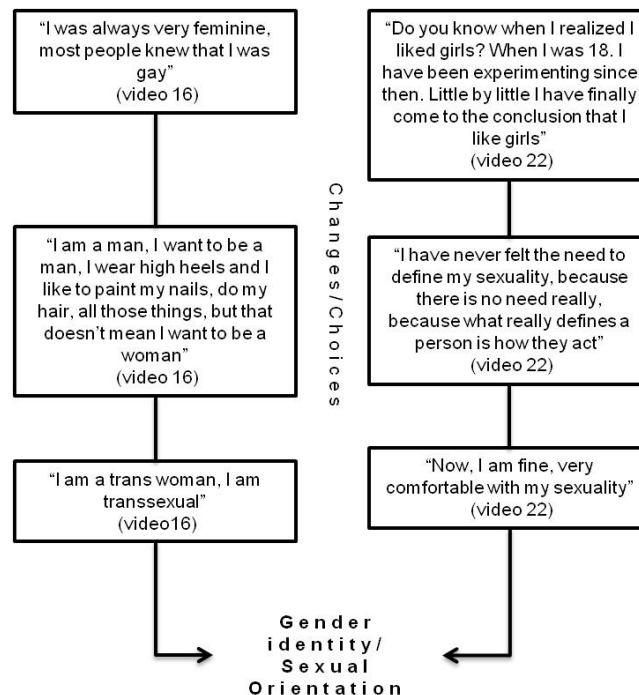 “I was always very feminine,
most people knew that I was
gay”
(video 16)
“I am a man, I want to be a
man, I wear high heels and I
like to paint my nails, do my
hair, all those things, but that
doesn’t mean I want to be a
woman”
(video 16)
“I am a trans woman, I am
transsexual”
(video16)
Changes/Choices
“Do you know when I realized I
liked girls? When I was 18. I
have been experimenting since
then. Little by little I have finally
come to the conclusion that I
like girls”
(video 22)
“I have never felt the need to
define my sexuality, because
there is no need really,
because what really defines a
person is how they act”
(video 22)
“Now, I am fine, very
comfortable with my sexuality”
(video 22)
Gender
identity/
Sexual
Orientation